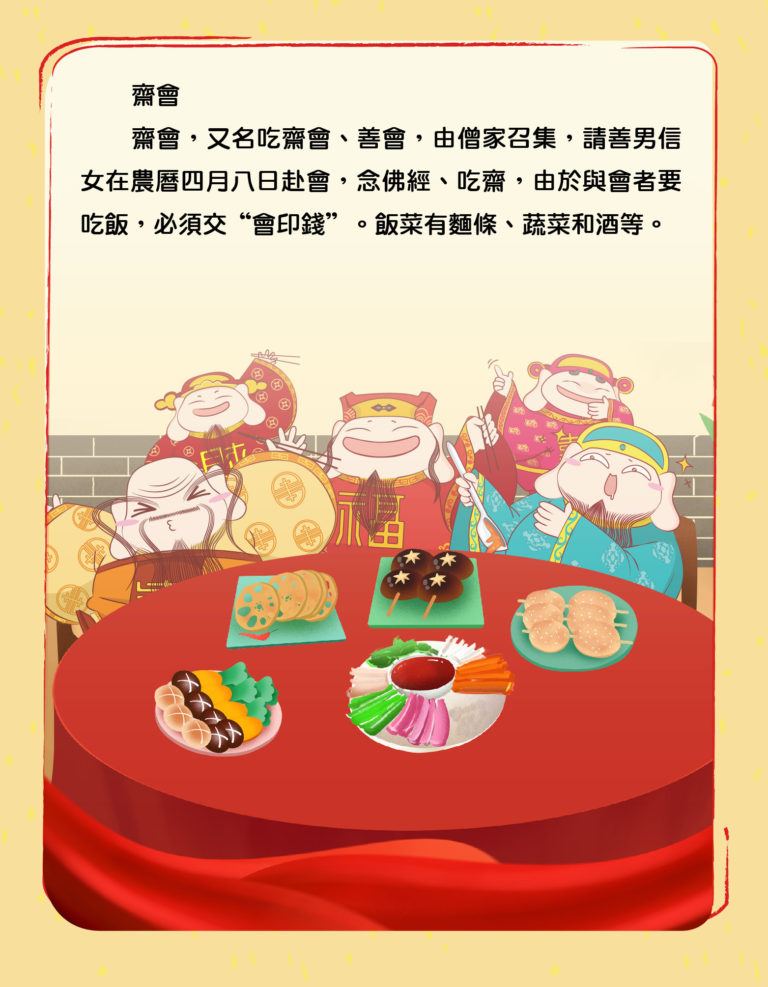 齋會
齋會，又名吃齋會、善會，由僧家召集，請善男信
女在農曆四月八日赴會，念佛經、吃齋，由於與會者要
吃飯，必須交“會印錢”。飯菜有麵條、蔬菜和酒等。
福